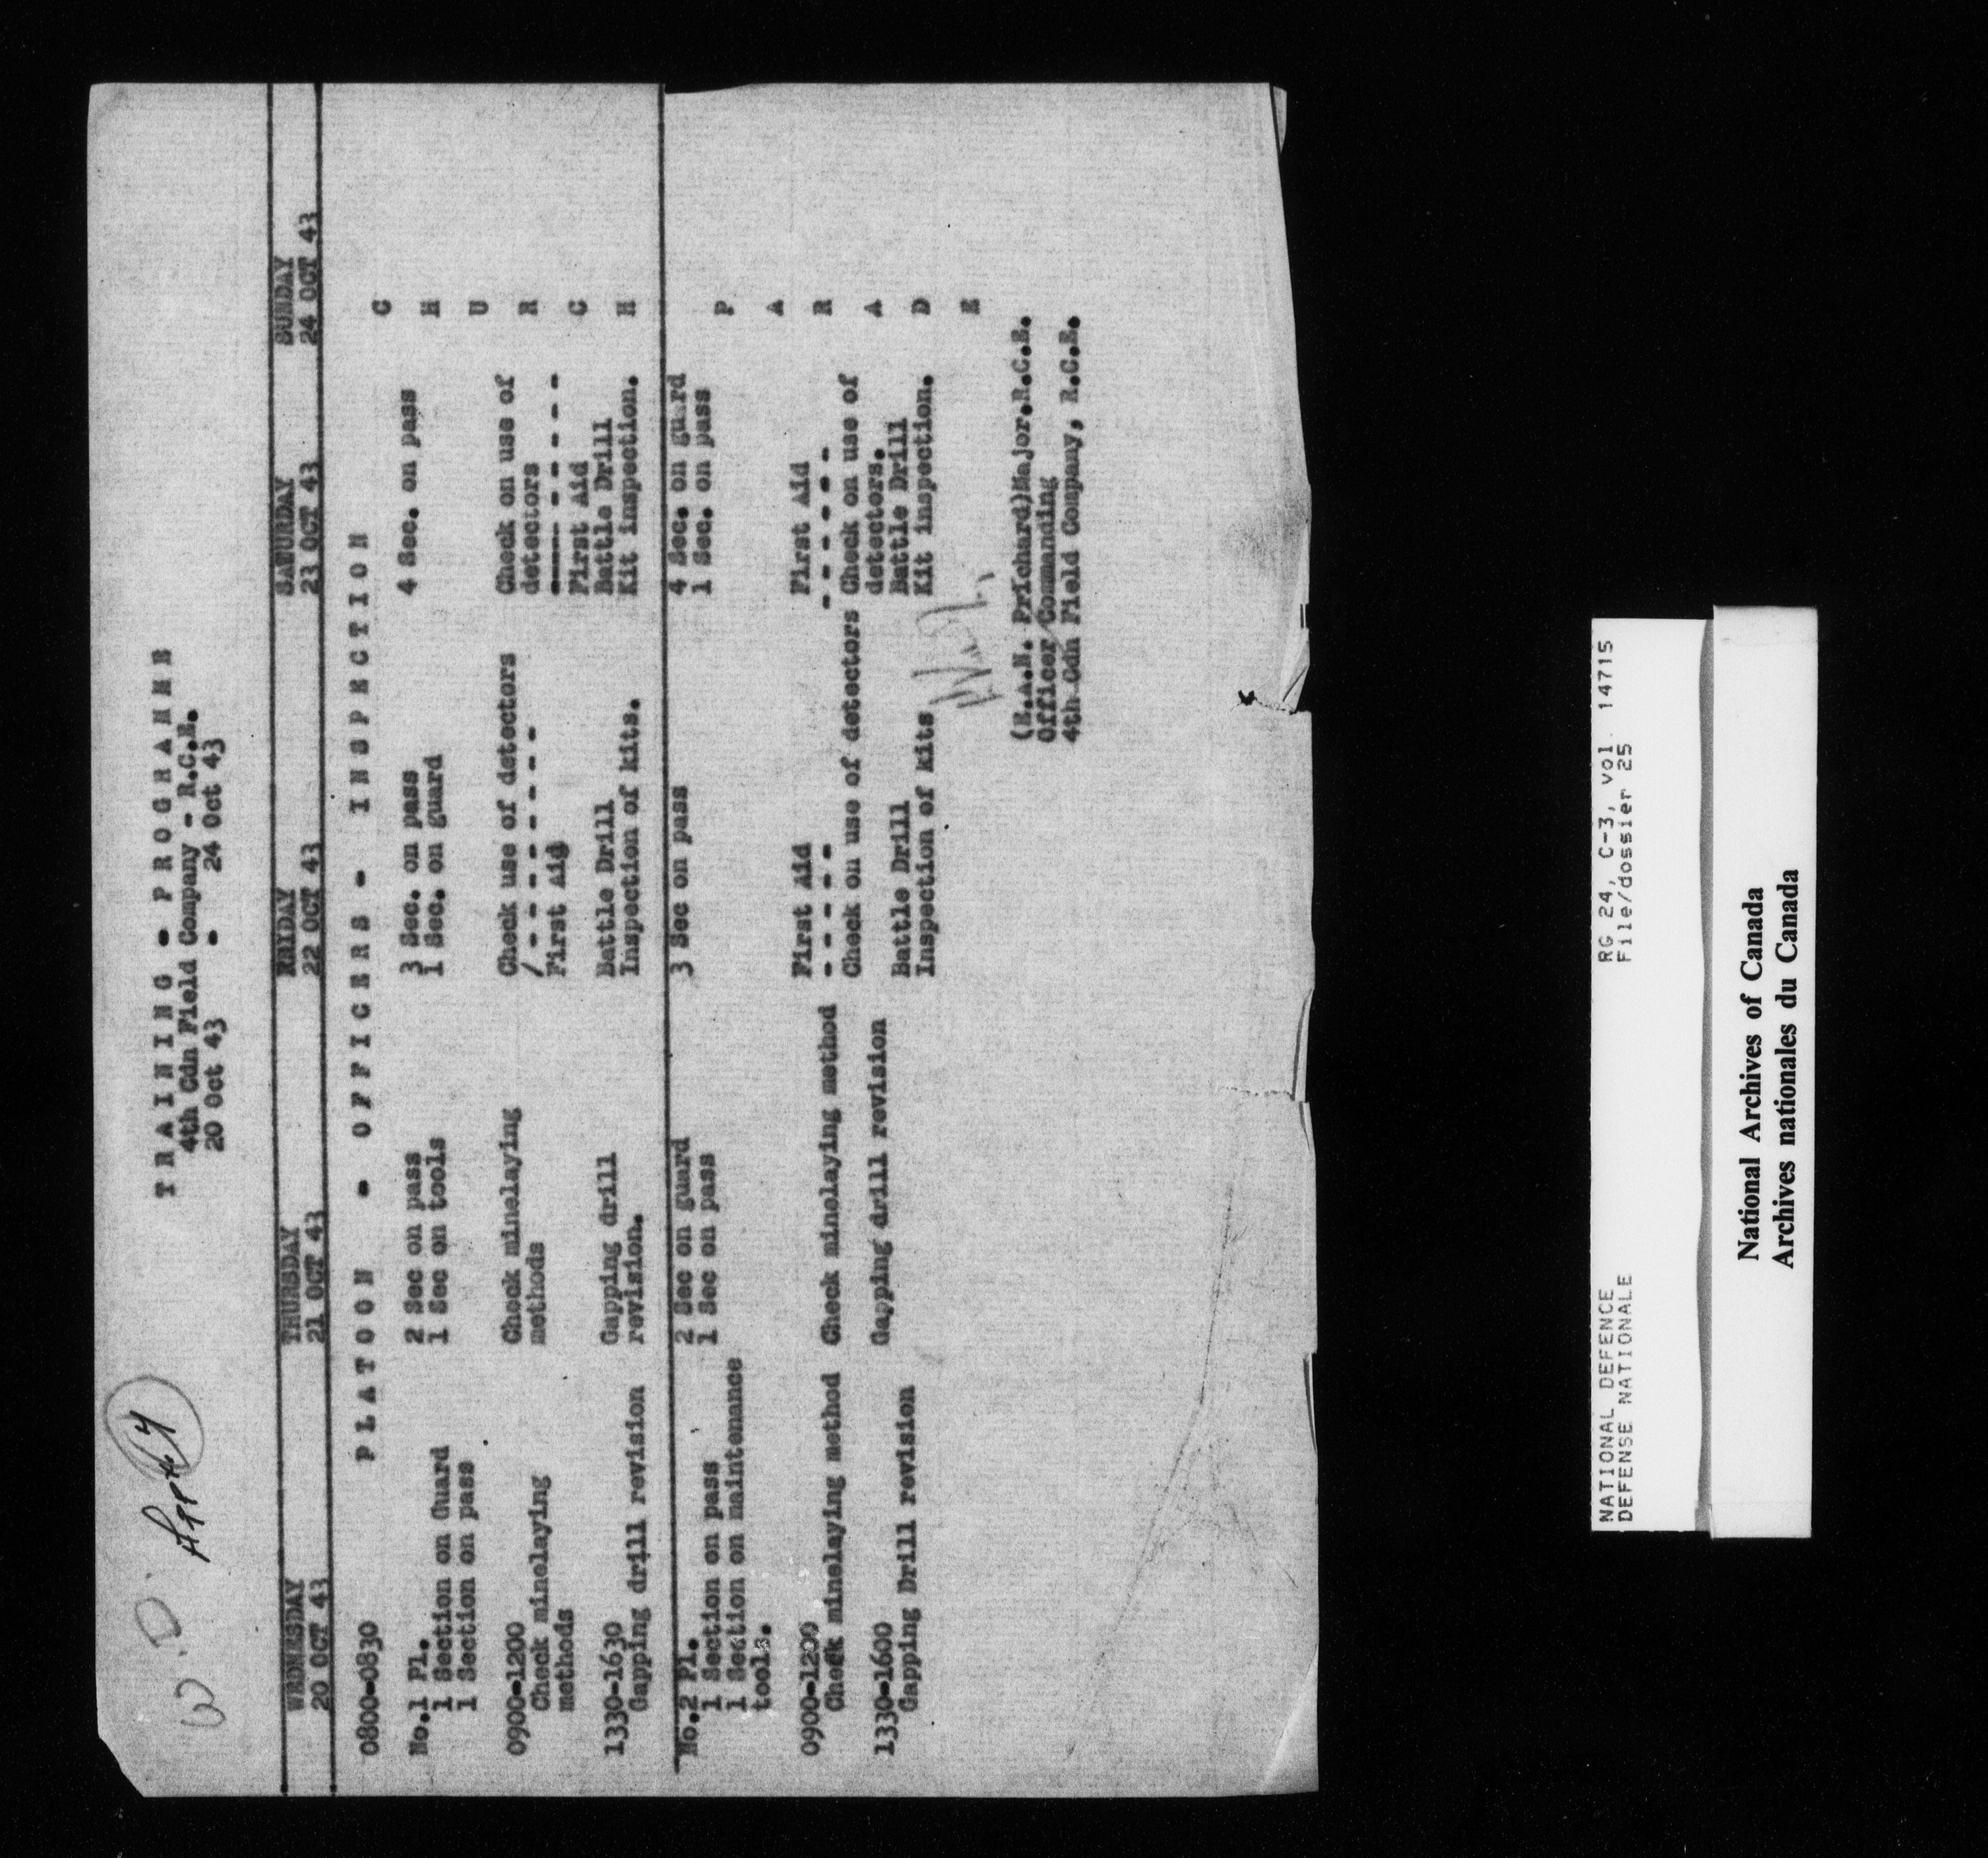 W.D. Appx 4
TRAINING - PROGRAMME
4th Cdn Field Company - R.C.E.
20 Oct 43 - 24 Oct 43
WEDNESDAY THURSDAY FRIDAY SATURDAY SUNDAY
20 OCT 43 21 OCT 43 22 OCT 43 23 OCT 43 24 OCT 43
0800-0830 PLATOON - OFFICERS - INSPECTION
No.1 Pl.
1 Section on Guard
1 Section on pass
2 Sec on pass
1 Sec on tools
3 Sec. on pass
1 Sec. on guard
4 Sec. on pass
0900-1200
Check minelaying
methods
Check minelaying
methods
Check use of detectors
/- - - - - - - -
First Aid
Check on use of
detectors
- - - - - - - -
First Aid
1330-1630
Gapping drill revision
Gapping drill
revision.
Battle Drill
Inspection of kits.
Battle Drill
Kit inspection.
No.2 Pl.
1 Section on pass
1 Section on maintenance
tools.
2 Sec on guard
1 Sec on pass
3 Sec on pass
4 Sec. on guard
1 Sec. on pass
0900-1200
Check minelaying method
Check minelaying method
First Aid
- - - - - -
Check on use of detectors
First Aid
- - - - - - -
Check on use of
detectors.
1330-1600
Gapping Drill revision
Gapping drill revision
Battle Drill
Inspection of kits
Battle Drill
Kit inspection.
C
H
U
R
C
H
P
A
R
A
D
E
(E.A.H. Prichard)Major.R.C.E.
Officer Commanding
4th Cdn Field Company, R.C.E.
NATIONAL DEFENCE RG 24, C-3, vol. 14715
DEFENSE NATIONALE File/dossier 25
National Archives of Canada
Archives nationales du Canada